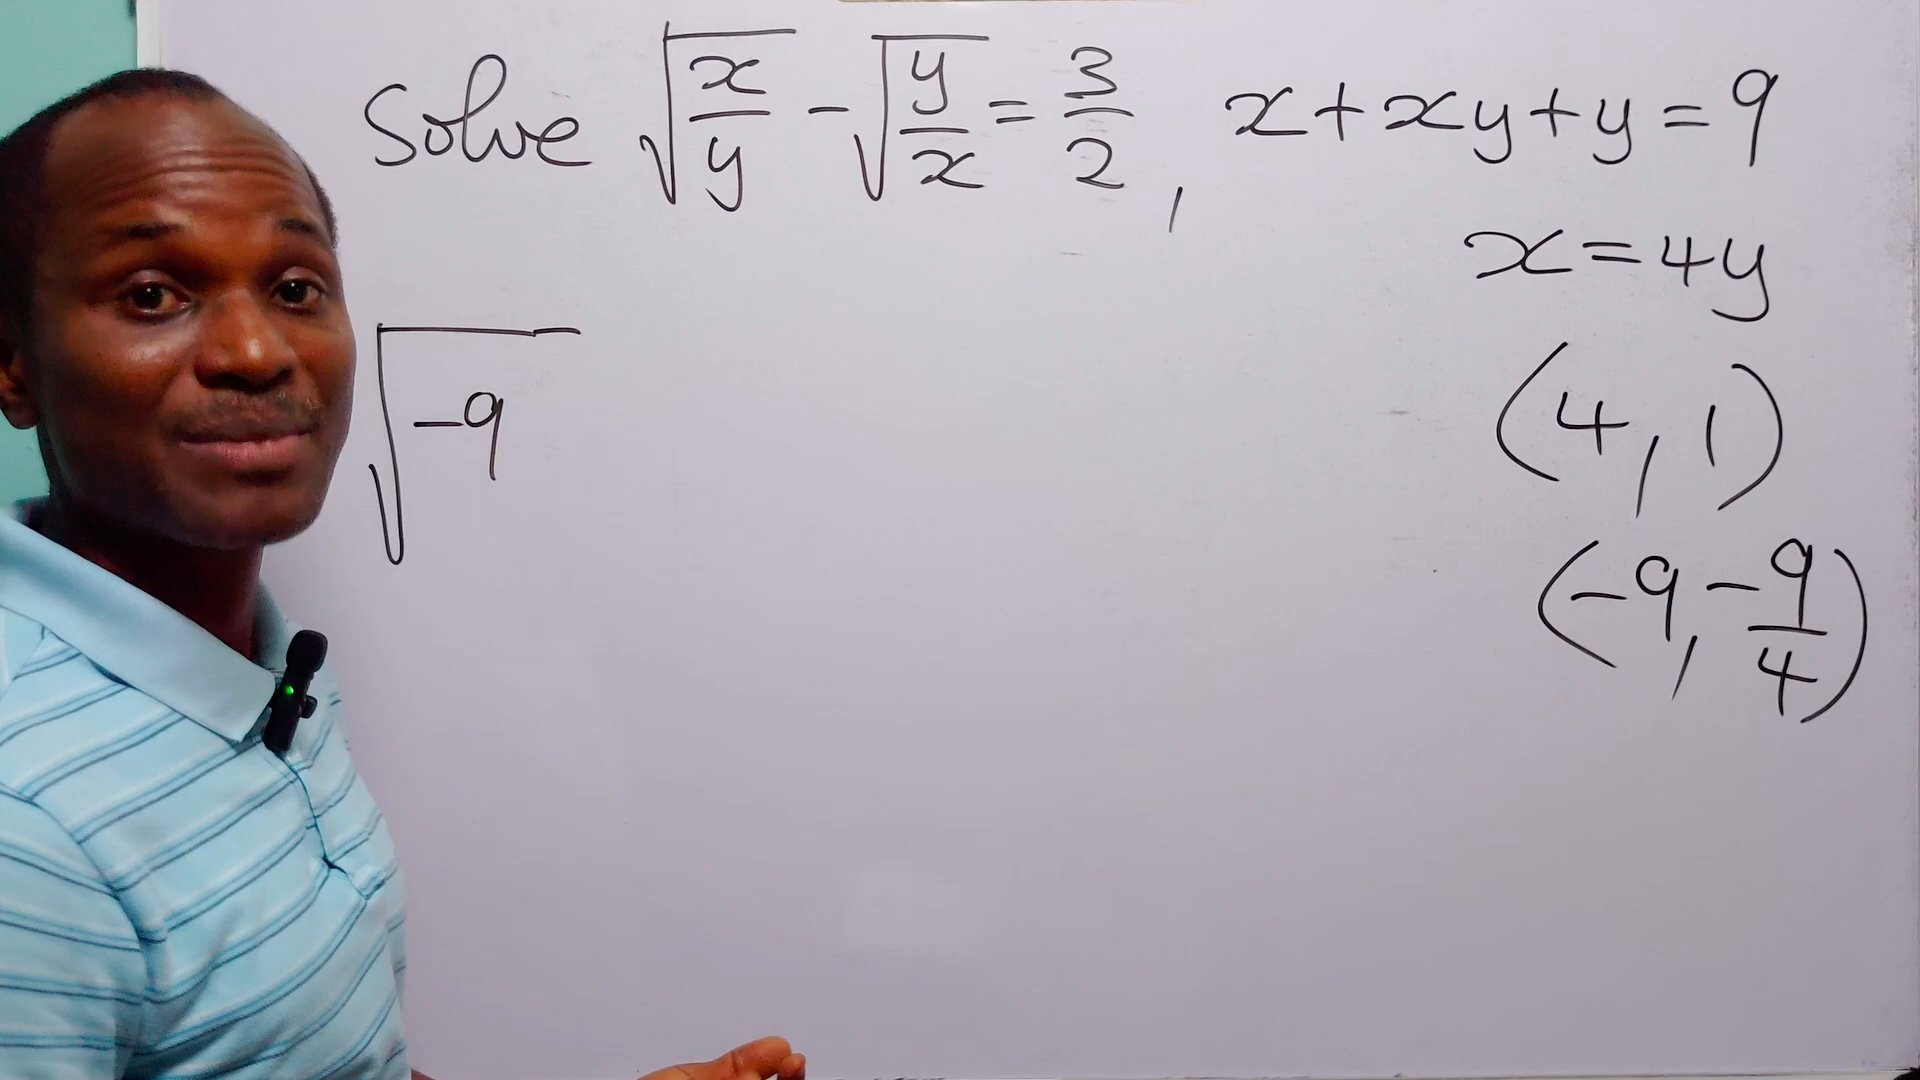 Solve √(x/y) - √(y/x) = 3/2, x+xy+y=9
x=4y
(4, 1)
√-9
(-9, -9/4)